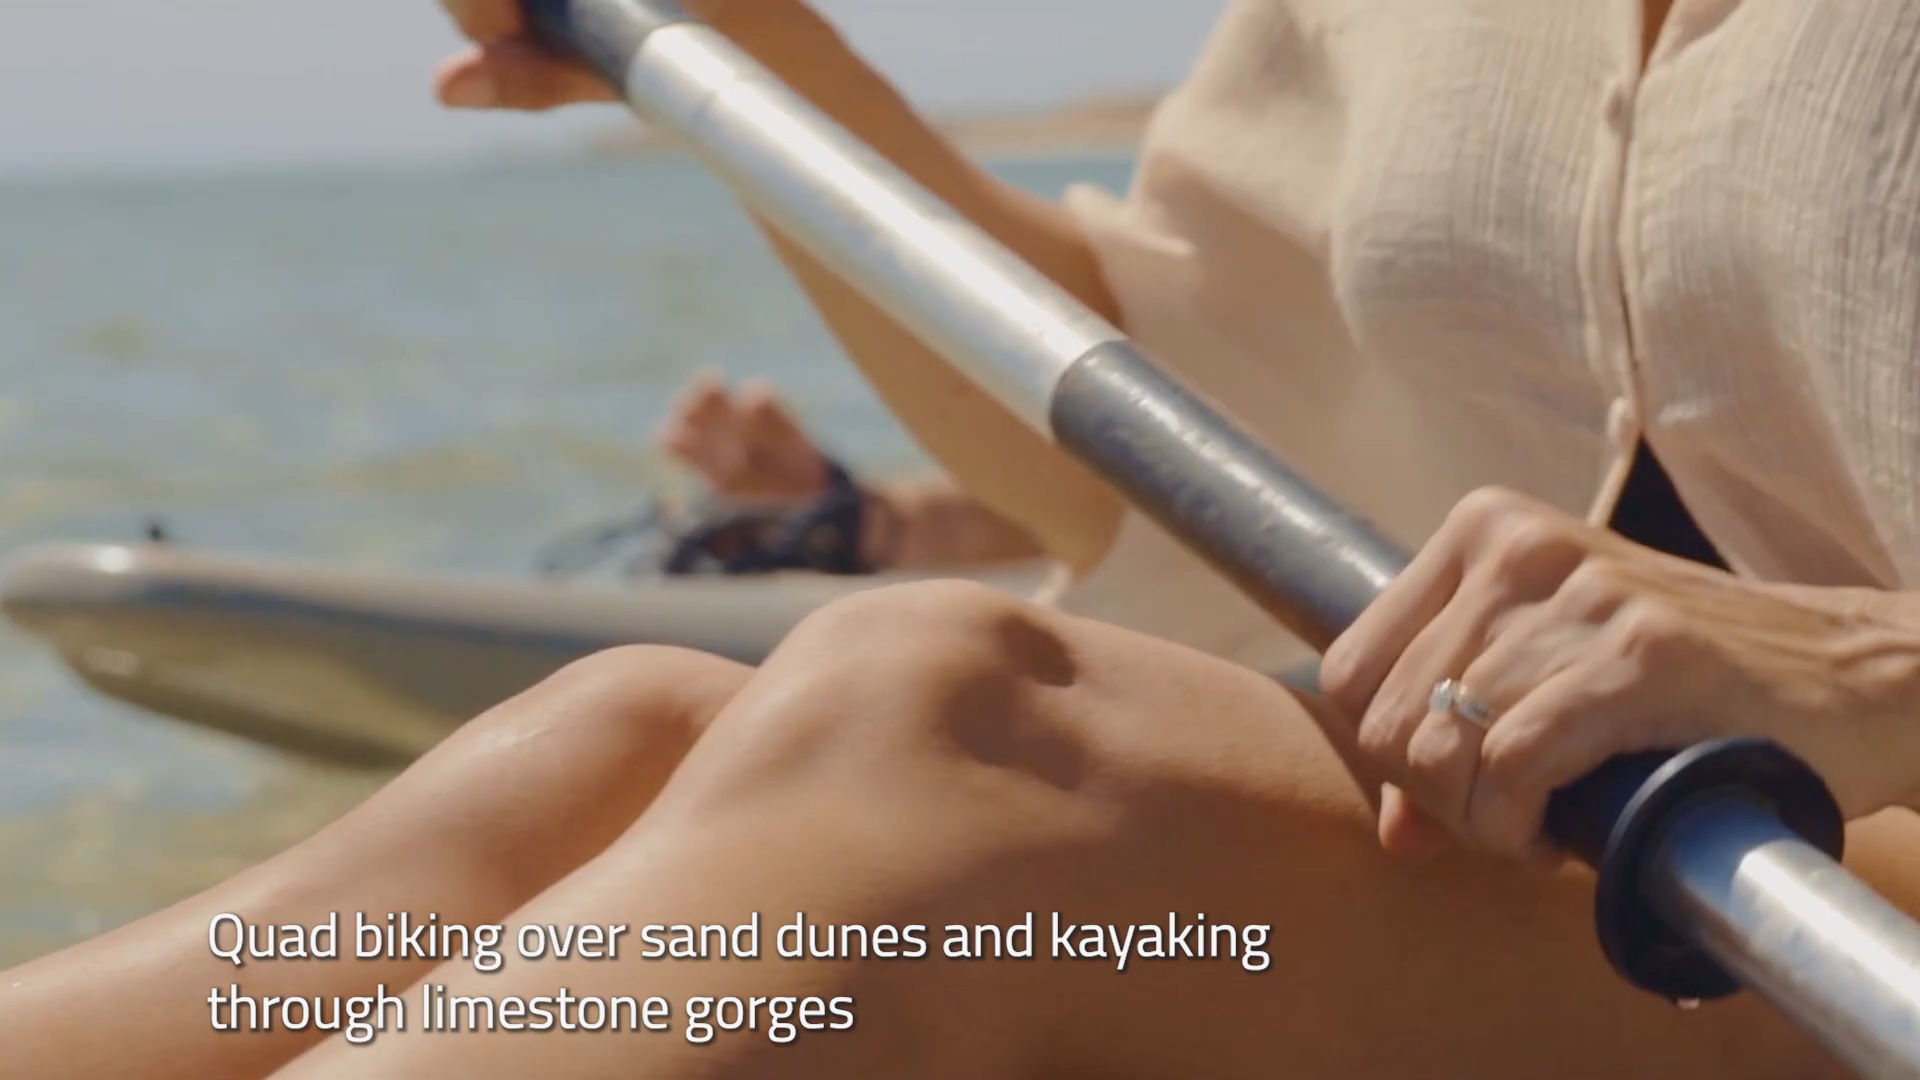 Quad biking over sand dunes and kayaking
through limestone gorges